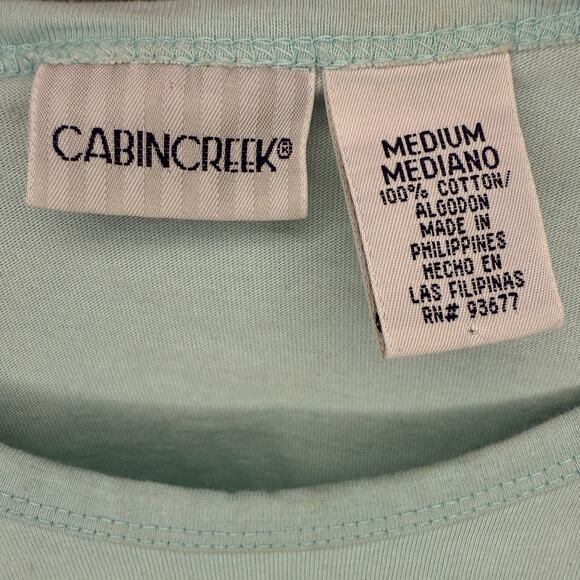 CABINCREEK®
MEDIUM
MEDIANO
100% COTTON/
ALGODON
MADE IN
PHILIPPINES
HECHO EN
LAS FILIPINAS
RN# 93677